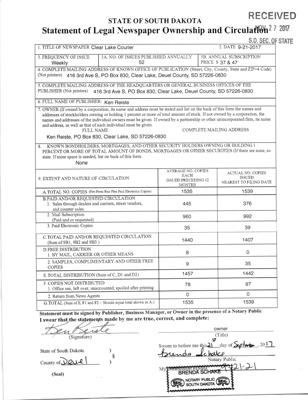 RECEIVED
NOV 27 2017
S.D. SEC. OF STATE
STATE OF SOUTH DAKOTA
Statement of Legal Newspaper Ownership and Circulation
1. TITLE OF NEWSPAPER Clear Lake Courier
2. DATE 9-21-2017
3. FREQUENCY OF ISSUE
Weekly
3A. NO. OF ISSUES PUBLISHED ANNUALLY
52
3B. ANNUAL SUBSCRIPTION
PRICE $ 37 & 47
4. COMPLETE MAILING ADDRESS OF KNOWN OFFICE OF PUBLICATION (Street, City, County, State and ZIP+4 Code)
(Not printers) 416 3rd Ave S, PO Box 830, Clear Lake, Deuel County, SD 57226-0830
5. COMPLETE MAILING ADDRESS OF THE HEADQUARTERS OF GENERAL BUSINESS OFFICES OF THE
PUBLISHER (Not printers) 416 3rd Ave S, PO Box 830, Clear Lake, Deuel County, SD 57226-0830
6. FULL NAME OF PUBLISHER: Ken Reiste
7. OWNER (If owned by a corporation, its name and address must be stated and list on the back of this form the names and
addresses of stockholders owning or holding 1 percent or more of total amount of stock. If not owned by a corporation, the
names and addresses of the individual owners must be given. If owned by a partnership or other unincorporated firm, its name
and address, as well as that of each individual must be given.
FULL NAME
COMPLETE MAILING ADDRESS
Ken Reiste, PO BOX 830, Clear Lake, SD 57226-0830
8. KNOWN BONDHOLDERS, MORTGAGES, AND OTHER SECURITY HOLDERS OWNING OR HOLDING 1
PERCENT OR MORE OF TOTAL AMOUNT OF BONDS, MORTGAGES OR OTHER SECURITIES (If there are none, so
state. If more space is needed, list on back of this form
None
9. EXTENT AND NATURE OF CIRCULATION
AVERAGE NO. COPIES
EACH
ISSUED PRECEDING 12
MONTHS
ACTUAL NO. COPIES
ISSUED
NEAREST TO FILING DATE
A. TOTAL NO. COPIES
1535
1539
B. PAID AND/OR REQUESTED CIRCULATION
1. Sales through dealers and carriers, street vendors,
and counter sales
445
376
2. Mail Subscription
(Paid and or requested)
960
992
3. Paid Electronic Copies
35
39
C. TOTAL PAID AND/OR REQUESTED CIRCULATION
(Sum of 9B1, 9B2 and 9B3.)
1440
1407
D. FREE DISTRIBUTION
1. BY MAIL, CARRIER OR OTHER MEANS
8
0
2. SAMPLES, COMPLIMENTARY AND OTHER FREE
COPIES
9
35
E. TOTAL DISTRIBUTION (Sum of C, D1 and D2)
1457
1442
F. COPIES NOT DISTRIBUTED
1. Office use, left over, unaccounted, spoiled after printing
78
97
2. Return from News Agents
0
0
G. TOTAL (Sum of E, F1 and F2 - Should equal total shown in A.)
1535
1539
Statement must be signed by Publisher, Business Manager, or Owner in the presence of a Notary Public
I swear that the statements made by me are true, correct, and complete:
Ken Reiste
(Signature)
owner
(Title)
State of South Dakota
County of Deuel
(Seal)
Sworn to before me this 21 day of September 2017
Brenda Schake
Notary Public
BRENDA SCHAKE
NOTARY PUBLIC
SOUTH DAKOTA